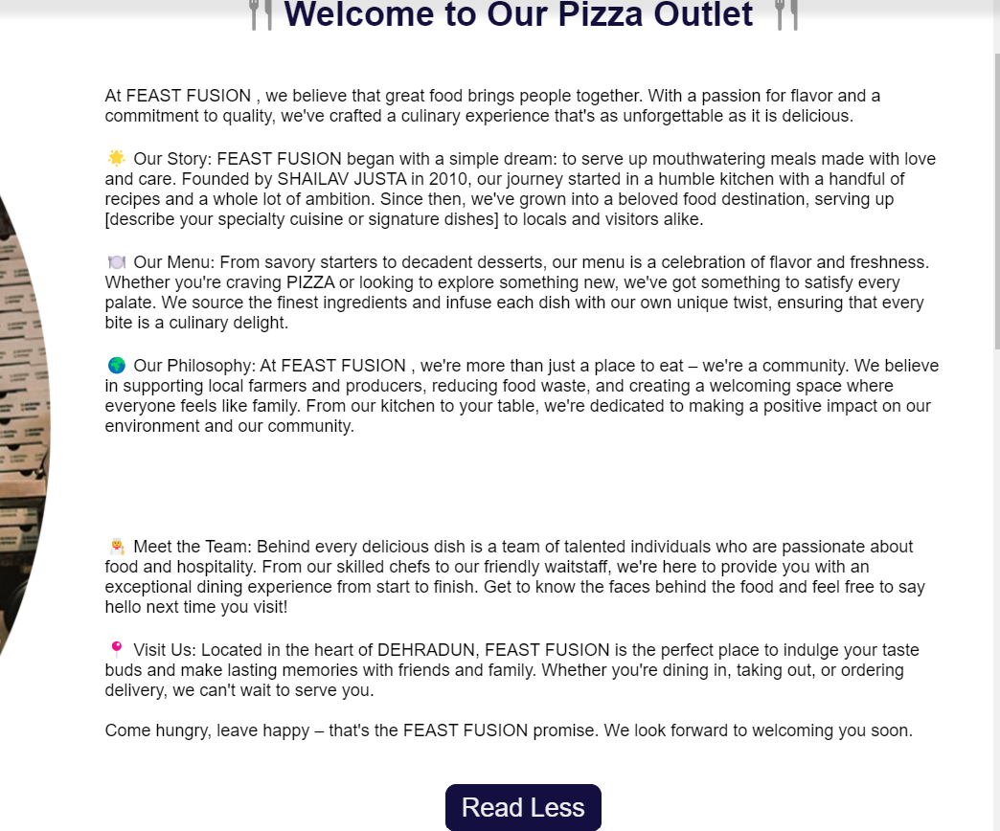 Welcome to Our Pizza Outlet
At FEAST FUSION , we believe that great food brings people together. With a passion for flavor and a
commitment to quality, we've crafted a culinary experience that's as unforgettable as it is delicious.
Our Story: FEAST FUSION began with a simple dream: to serve up mouthwatering meals made with love
and care. Founded by SHAILAV JUSTA in 2010, our journey started in a humble kitchen with a handful of
recipes and a whole lot of ambition. Since then, we've grown into a beloved food destination, serving up
[describe your specialty cuisine or signature dishes] to locals and visitors alike.
Our Menu: From savory starters to decadent desserts, our menu is a celebration of flavor and freshness.
Whether you're craving PIZZA or looking to explore something new, we've got something to satisfy every
palate. We source the finest ingredients and infuse each dish with our own unique twist, ensuring that every
bite is a culinary delight.
Our Philosophy: At FEAST FUSION , we're more than just a place to eat – we're a community. We believe
in supporting local farmers and producers, reducing food waste, and creating a welcoming space where
everyone feels like family. From our kitchen to your table, we're dedicated to making a positive impact on our
environment and our community.
Meet the Team: Behind every delicious dish is a team of talented individuals who are passionate about
food and hospitality. From our skilled chefs to our friendly waitstaff, we're here to provide you with an
exceptional dining experience from start to finish. Get to know the faces behind the food and feel free to say
hello next time you visit!
Visit Us: Located in the heart of DEHRADUN, FEAST FUSION is the perfect place to indulge your taste
buds and make lasting memories with friends and family. Whether you're dining in, taking out, or ordering
delivery, we can't wait to serve you.
Come hungry, leave happy – that's the FEAST FUSION promise. We look forward to welcoming you soon.
Read Less